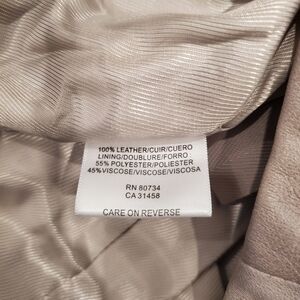 100% LEATHER/CUIR/CUERO
LINING/DOUBLURE/FORRO
55% POLYESTER/POLIESTER
45%VISCOSE/VISCOSE/VISCOSA
RN 80734
CA 31458
CARE ON REVERSE